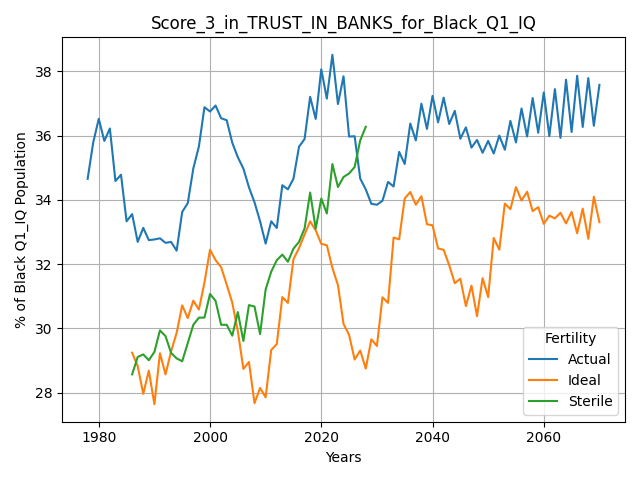 Score_3_in_TRUST_IN_BANKS_for_Black_Q1_IQ
% of Black Q1_IQ Population
38
36
34
32
30
28
1980
2000
2020
2040
2060
Years
Fertility
Actual
Ideal
Sterile